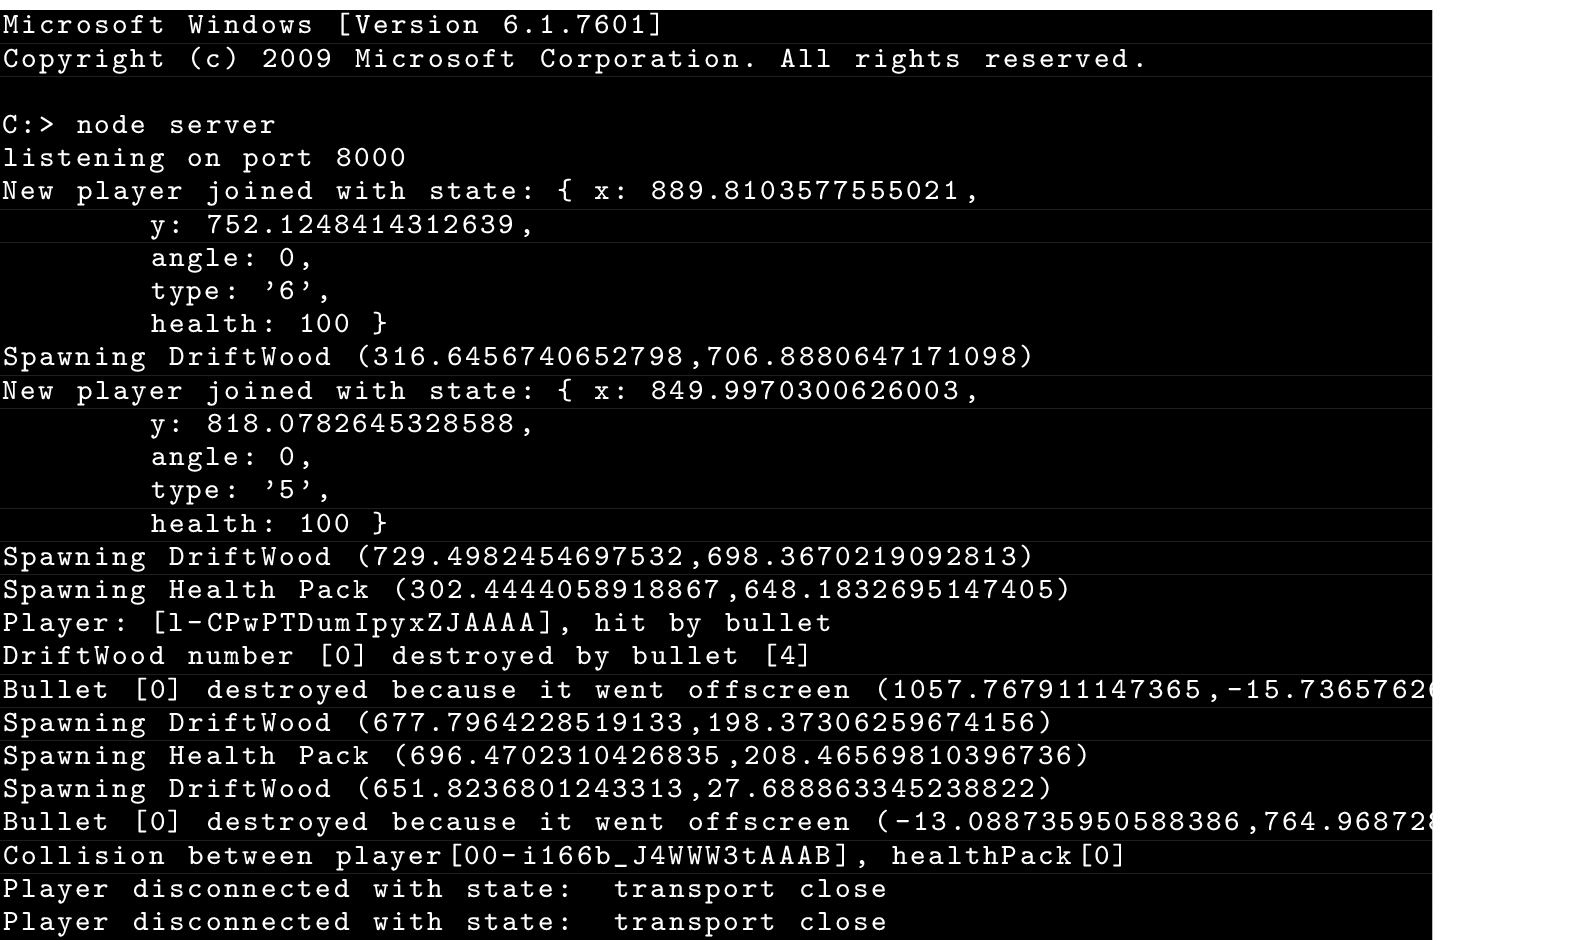 Microsoft Windows [Version 6.1.7601]
Copyright (c) 2009 Microsoft Corporation. All rights reserved.
C:> node server
listening on port 8000
New player joined with state: { x: 889.8103577555021,
y: 752.1248414312639,
angle: 0,
type: ’6’,
health: 100 }
Spawning DriftWood (316.6456740652798,706.8880647171098)
New player joined with state: { x: 849.9970300626003,
y: 818.0782645328588,
angle: 0,
type: ’5’,
health: 100 }
Spawning DriftWood (729.4982454697532,698.3670219092813)
Spawning Health Pack (302.4444058918867,648.1832695147405)
Player: [l-CPwPTDumIpyxZJAAAA], hit by bullet
DriftWood number [0] destroyed by bullet [4]
Bullet [0] destroyed because it went offscreen (1057.767911147365,-15.7365762
Spawning DriftWood (677.7964228519133,198.37306259674156)
Spawning Health Pack (696.4702310426835,208.46569810396736)
Spawning DriftWood (651.8236801243313,27.688863345238822)
Bullet [0] destroyed because it went offscreen (-13.088735950588386,764.96872
Collision between player[00-i166b_J4WWW3tAAAB], healthPack[0]
Player disconnected with state:  transport close
Player disconnected with state:  transport close